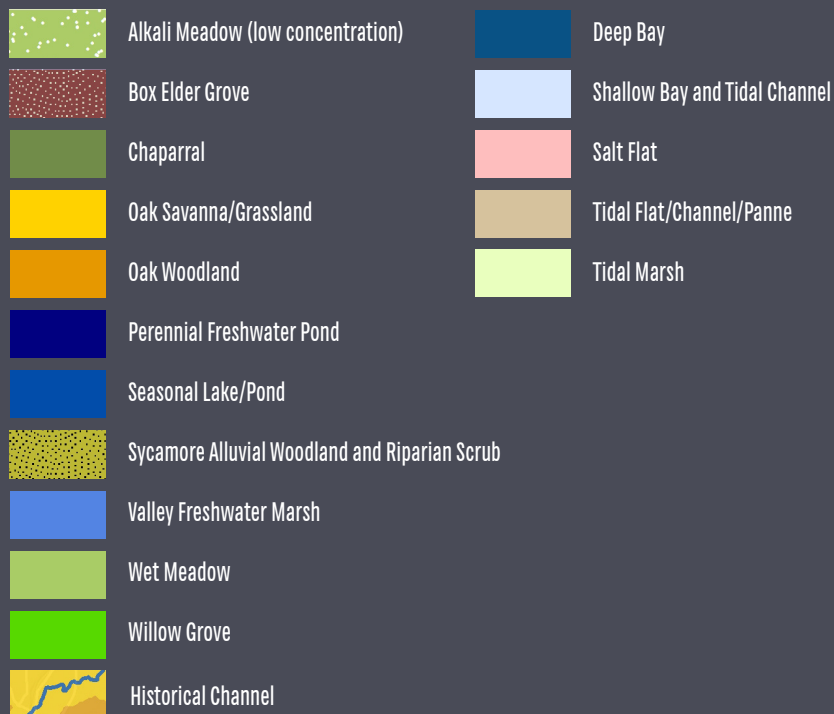 Alkali Meadow (low concentration)
Box Elder Grove
Chaparral
Oak Savanna/Grassland
Oak Woodland
Perennial Freshwater Pond
Seasonal Lake/Pond
Sycamore Alluvial Woodland and Riparian Scrub
Valley Freshwater Marsh
Wet Meadow
Willow Grove
Historical Channel
Deep Bay
Shallow Bay and Tidal Channel
Salt Flat
Tidal Flat/Channel/Panne
Tidal Marsh